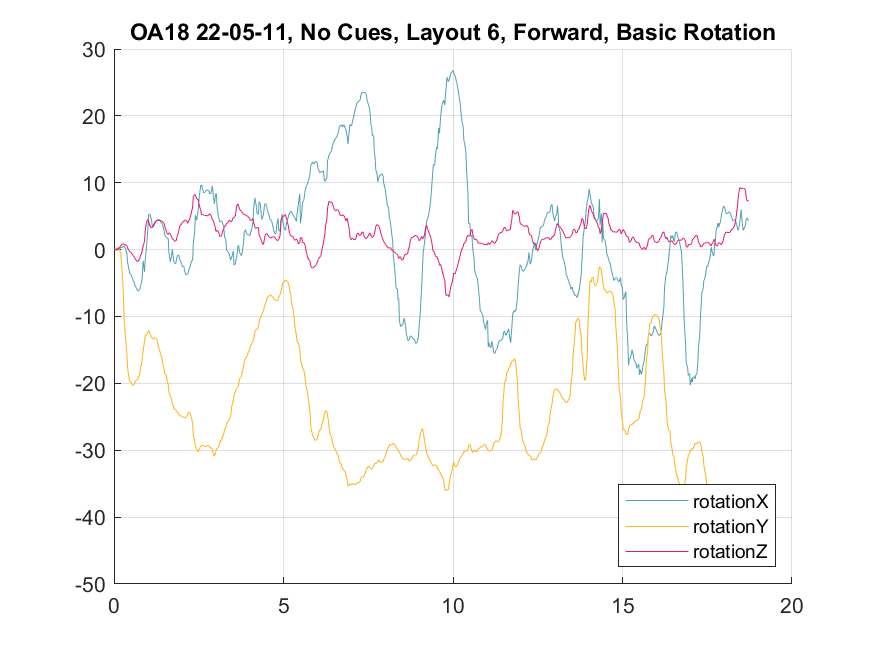 OA18 22-05-11, No Cues, Layout 6, Forward, Basic Rotation
30
20
10
0
-10
-20
-30
-40
-50
0 5 10 15 20
rotationX
rotationY
rotationZ